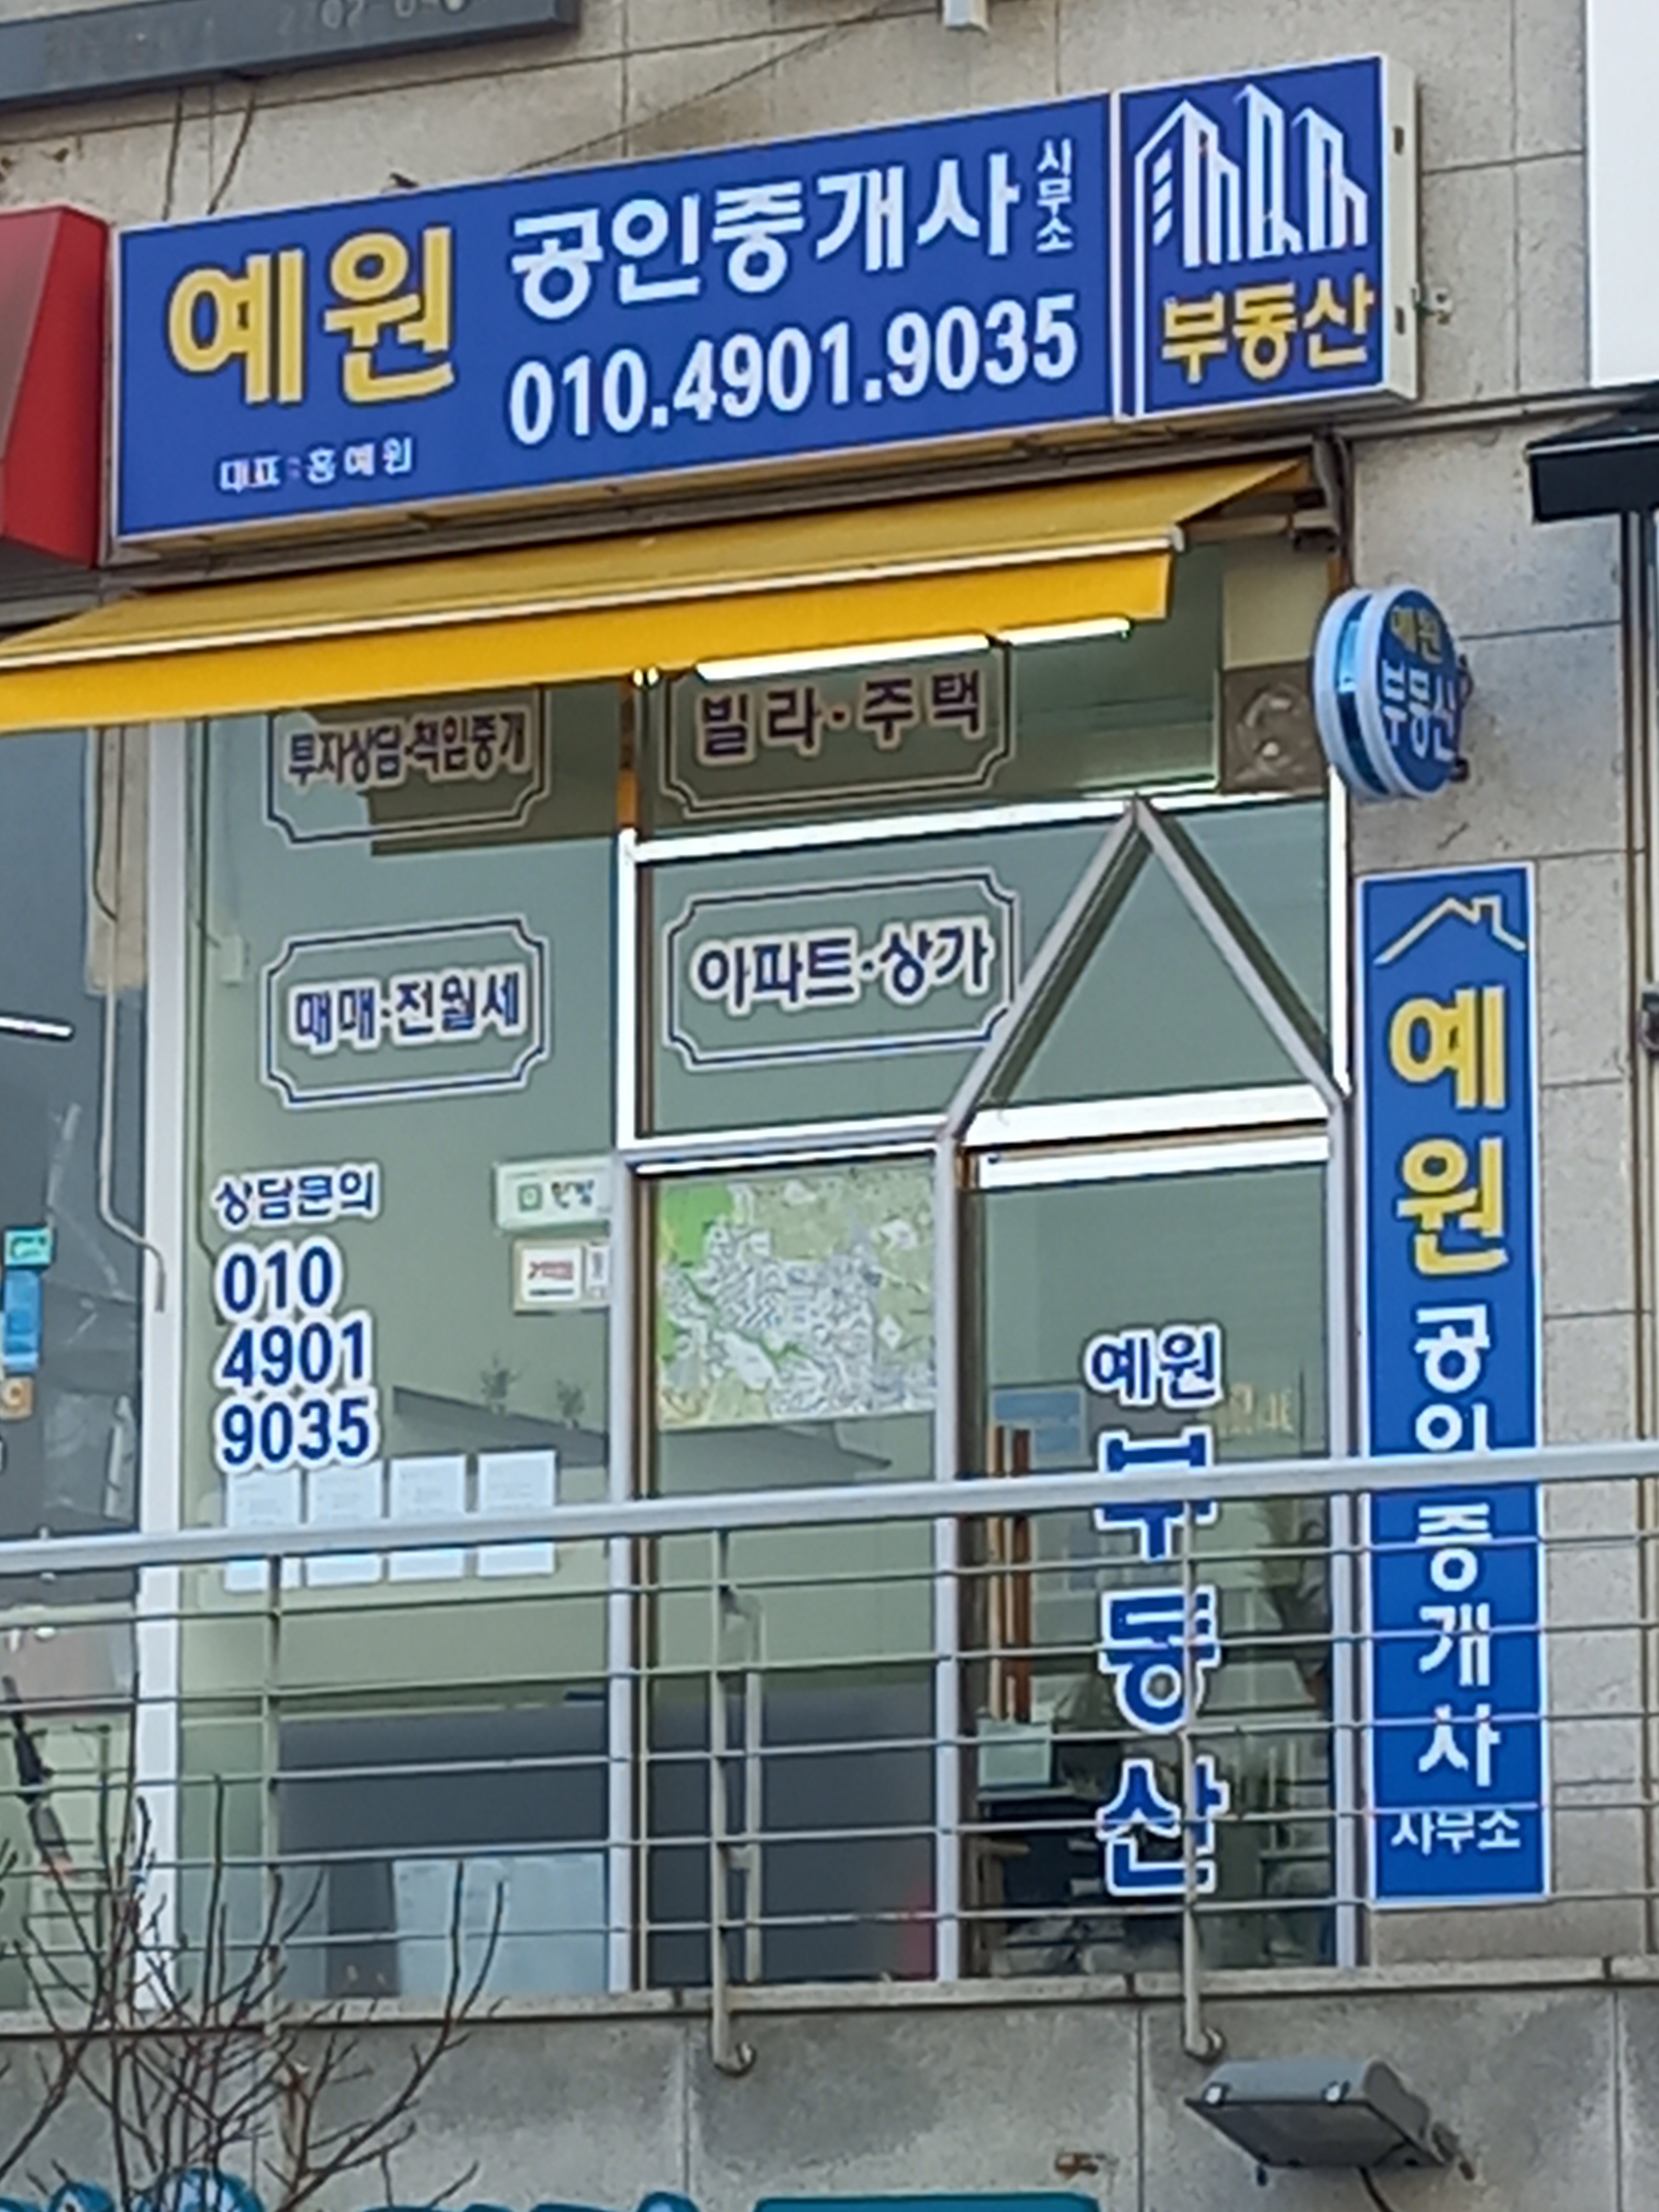 예원 공인중개사 사무소
010.4901.9035
대표 : 홍예원
부동산
예원
부동산
투자상담·책임중개
빌라·주택
매매·전월세
아파트·상가
상담문의
010
4901
9035
예원
부동산
예원 공인중개사
사무소